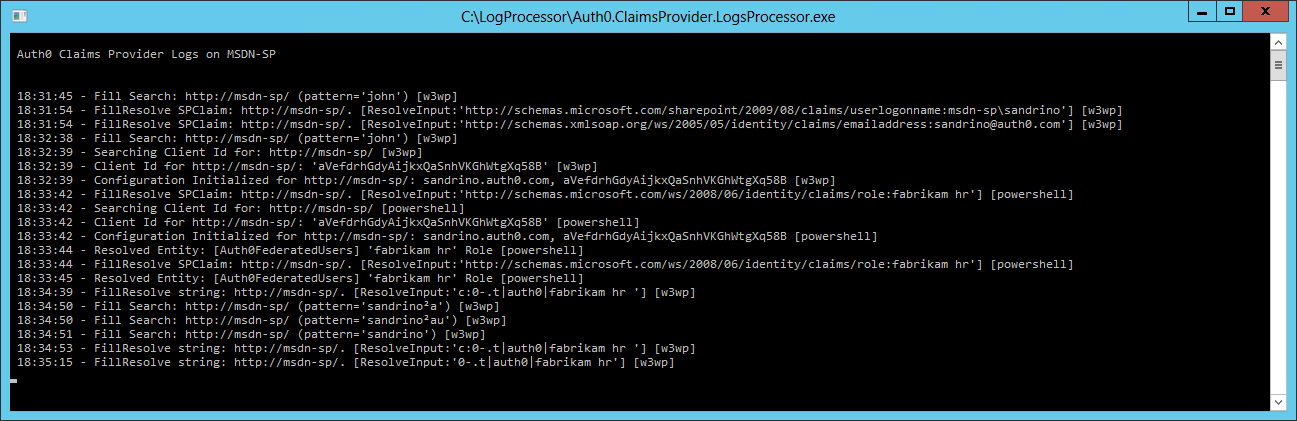 C:\LogProcessor\Auth0.ClaimsProvider.LogsProcessor.exe
Auth0 Claims Provider Logs on MSDN-SP
18:31:45 - Fill Search: http://msdn-sp/ (pattern='john') [w3wp]
18:31:54 - FillResolve SPClaim: http://msdn-sp/. [ResolveInput:'http://schemas.microsoft.com/sharepoint/2009/08/claims/userlogonname:msdn-sp\sandrino'] [w3wp]
18:31:54 - FillResolve SPClaim: http://msdn-sp/. [ResolveInput:'http://schemas.xmlsoap.org/ws/2005/05/identity/claims/emailaddress:sandrino@auth0.com'] [w3wp]
18:32:38 - Fill Search: http://msdn-sp/ (pattern='john') [w3wp]
18:32:39 - Searching Client Id for: http://msdn-sp/ [w3wp]
18:32:39 - Client Id for http://msdn-sp/: 'aVefdrhGdyAijkxQaSnhVKGhWtgXq58B' [w3wp]
18:32:39 - Configuration Initialized for http://msdn-sp/: sandrino.auth0.com, aVefdrhGdyAijkxQaSnhVKGhWtgXq58B [w3wp]
18:33:42 - FillResolve SPClaim: http://msdn-sp/. [ResolveInput:'http://schemas.microsoft.com/ws/2008/06/identity/claims/role:fabrikam hr'] [powershell]
18:33:42 - Searching Client Id for: http://msdn-sp/ [powershell]
18:33:42 - Client Id for http://msdn-sp/: 'aVefdrhGdyAijkxQaSnhVKGhWtgXq58B' [powershell]
18:33:42 - Configuration Initialized for http://msdn-sp/: sandrino.auth0.com, aVefdrhGdyAijkxQaSnhVKGhWtgXq58B [powershell]
18:33:44 - Resolved Entity: [Auth0FederatedUsers] 'fabrikam hr' Role [powershell]
18:33:44 - FillResolve SPClaim: http://msdn-sp/. [ResolveInput:'http://schemas.microsoft.com/ws/2008/06/identity/claims/role:fabrikam hr'] [powershell]
18:33:45 - Resolved Entity: [Auth0FederatedUsers] 'fabrikam hr' Role [powershell]
18:34:39 - FillResolve string: http://msdn-sp/. [ResolveInput:'c:0-.t|auth0|fabrikam hr '] [w3wp]
18:34:50 - Fill Search: http://msdn-sp/ (pattern='sandrino²a') [w3wp]
18:34:50 - Fill Search: http://msdn-sp/ (pattern='sandrino²au') [w3wp]
18:34:51 - Fill Search: http://msdn-sp/ (pattern='sandrino') [w3wp]
18:34:53 - FillResolve string: http://msdn-sp/. [ResolveInput:'c:0-.t|auth0|fabrikam hr '] [w3wp]
18:35:15 - FillResolve string: http://msdn-sp/. [ResolveInput:'0-.t|auth0|fabrikam hr'] [w3wp]